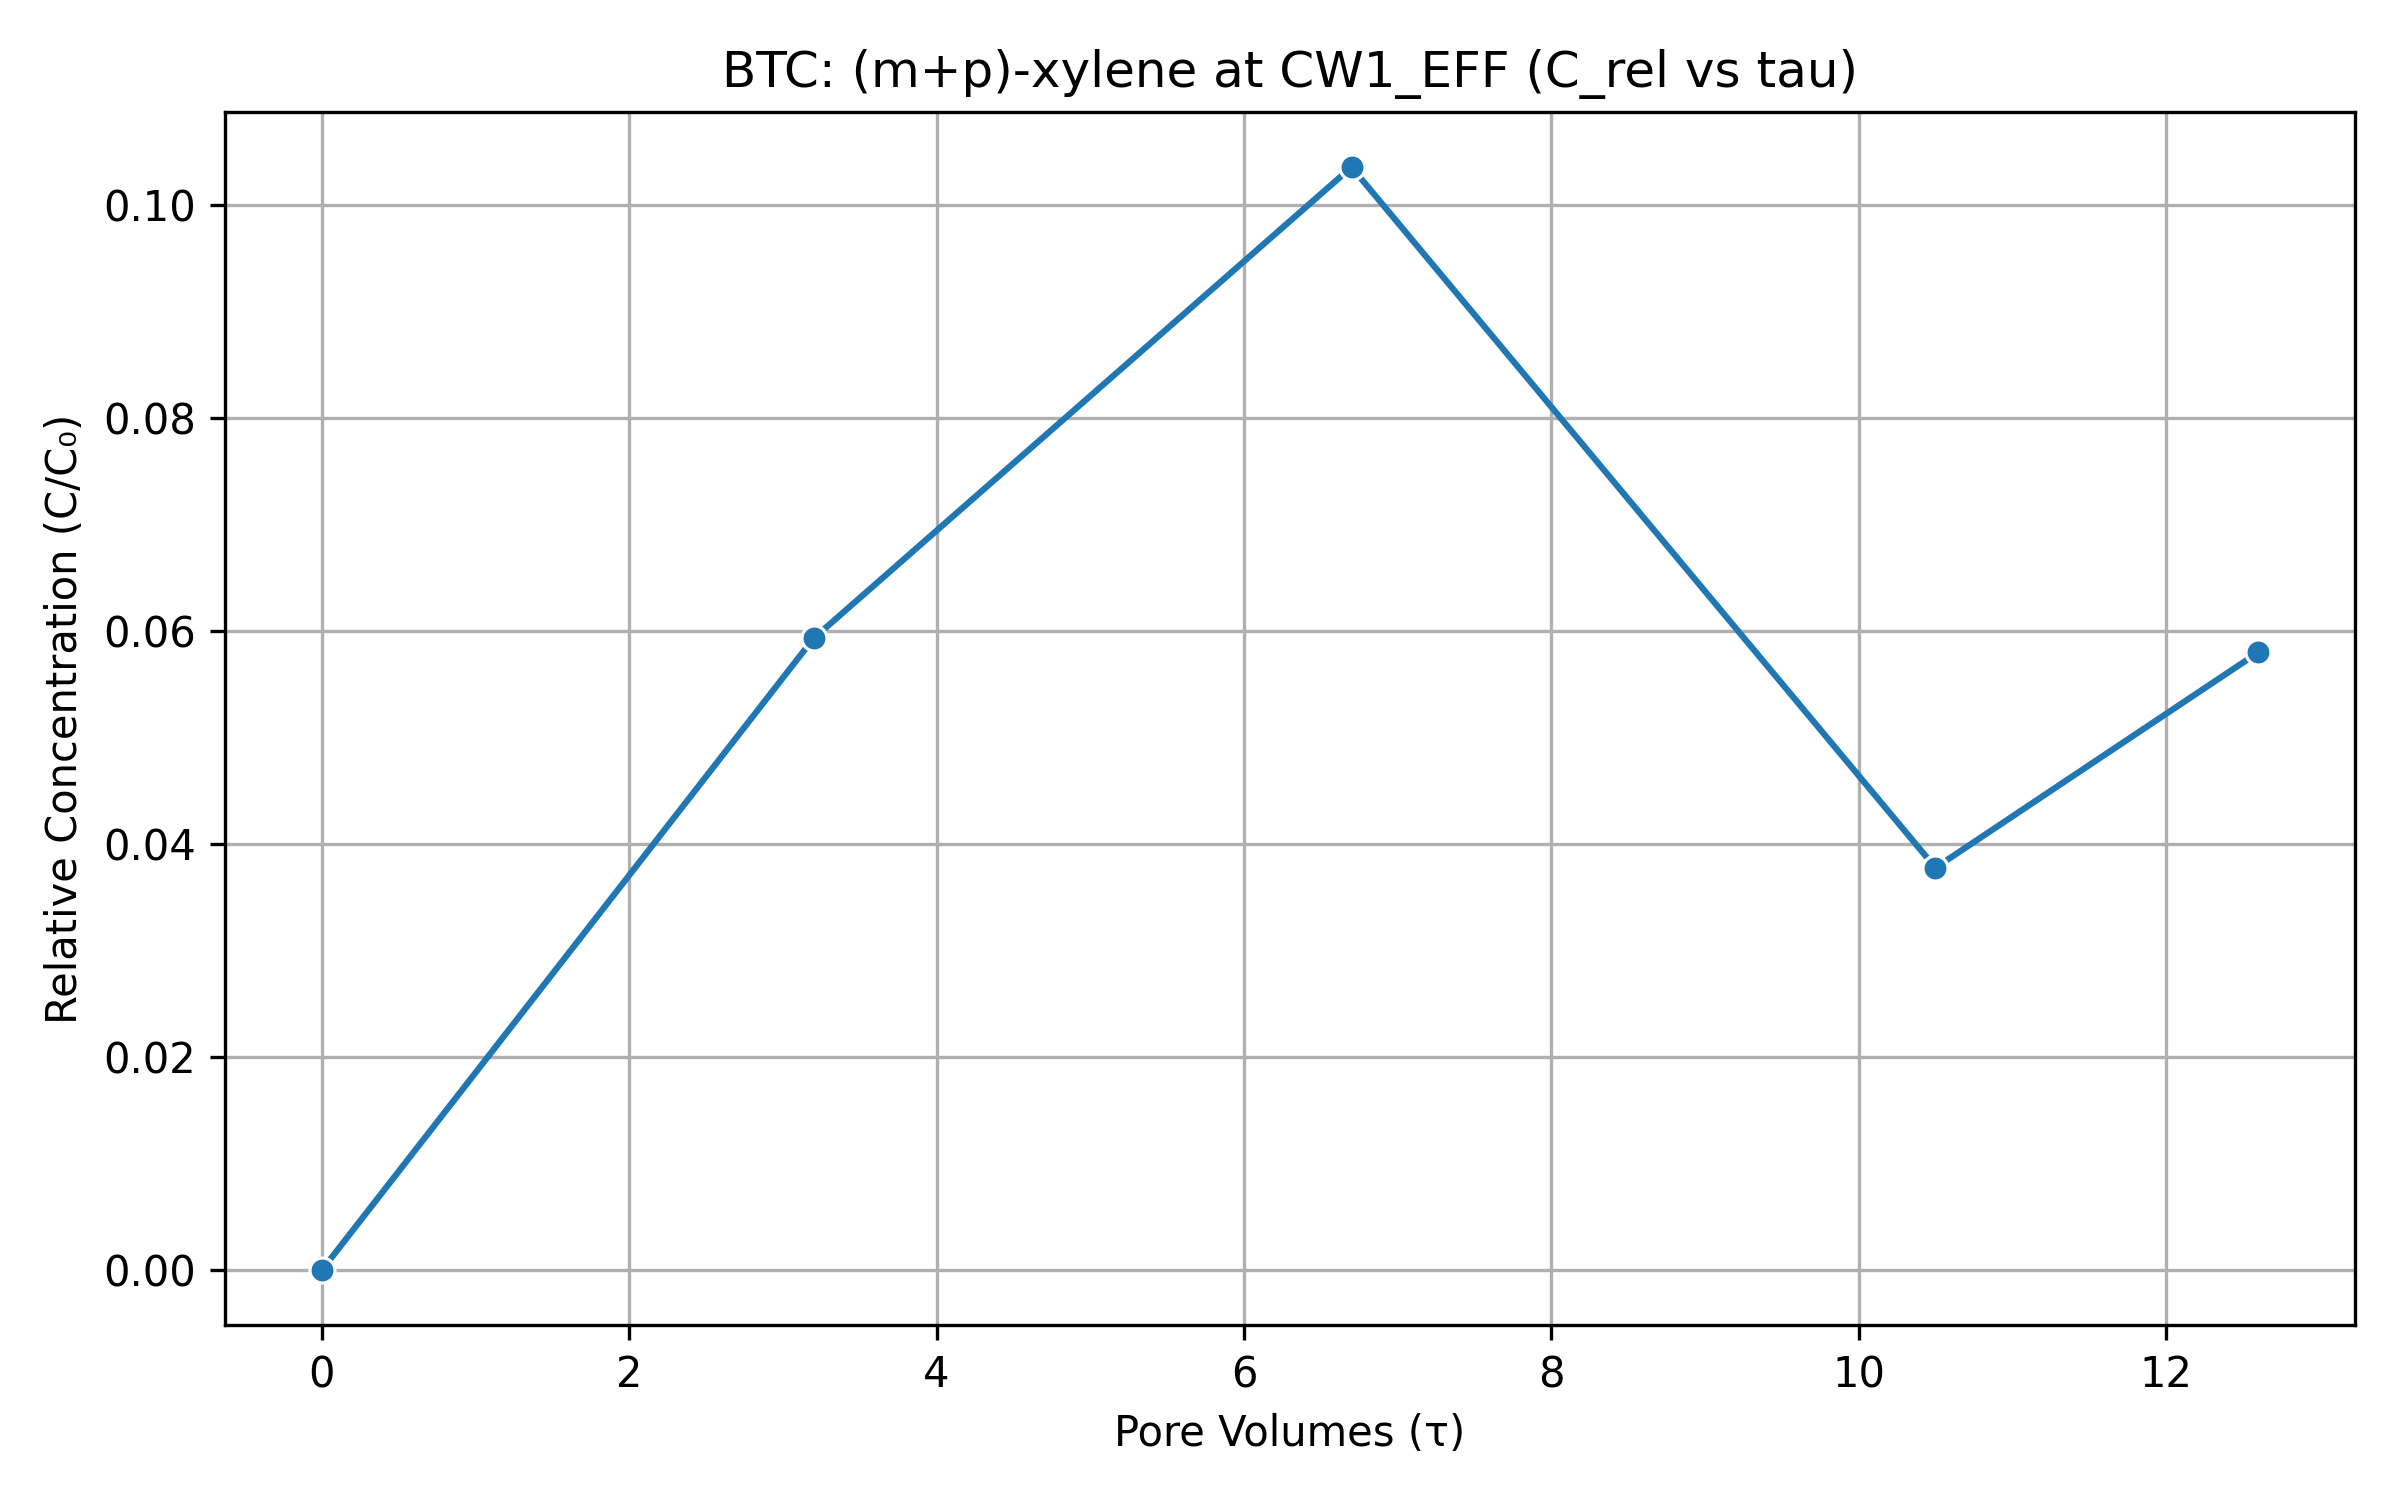 BTC: (m+p)-xylene at CW1_EFF (C_rel vs tau)
Relative Concentration (C/C₀)
0.10
0.08
0.06
0.04
0.02
0.00
0 2 4 6 8 10 12
Pore Volumes (τ)